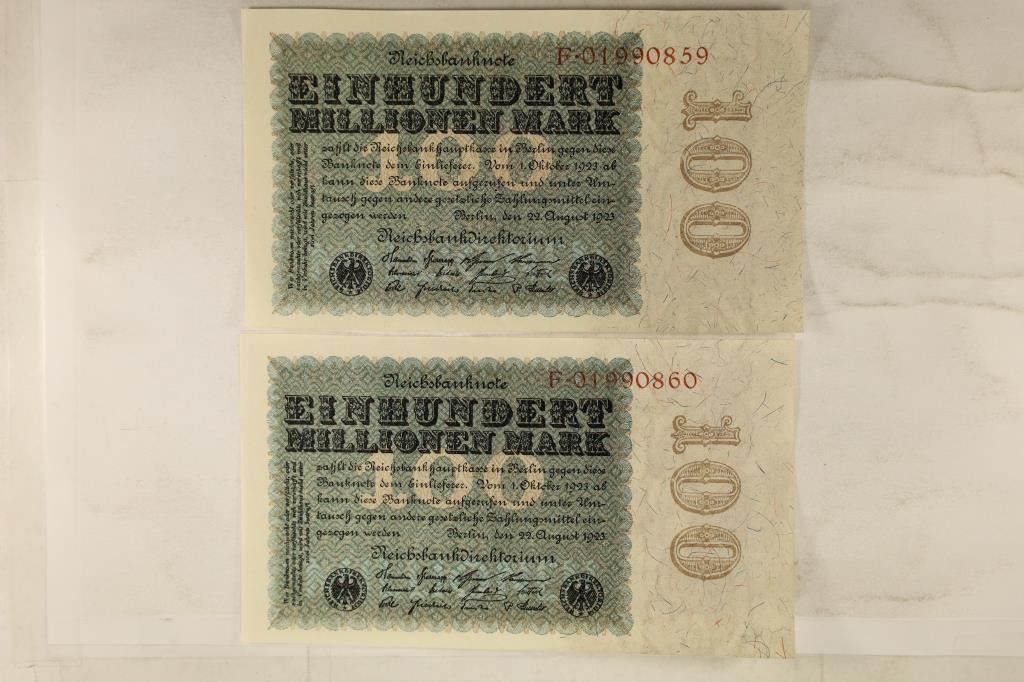 Reichsbanknote F-01990859
EINHUNDERT
MILLIONEN MARK
100
zahlt die Reichsbankhauptkasse in Berlin gegen diese
Banknote dem Einlieferer. Vom 1. Oktober 1923 ab
kann diese Banknote aufgerufen und unter Um-
tausch gegen andere gesetzliche Zahlungsmittel ein-
gezogen werden Berlin, den 22. August 1923
Reichsbankdirektorium
100
Reichsbanknote F-01990860
EINHUNDERT
MILLIONEN MARK
100
zahlt die Reichsbankhauptkasse in Berlin gegen diese
Banknote dem Einlieferer. Vom 1. Oktober 1923 ab
kann diese Banknote aufgerufen und unter Um-
tausch gegen andere gesetzliche Zahlungsmittel ein-
gezogen werden Berlin, den 22. August 1923
Reichsbankdirektorium
100